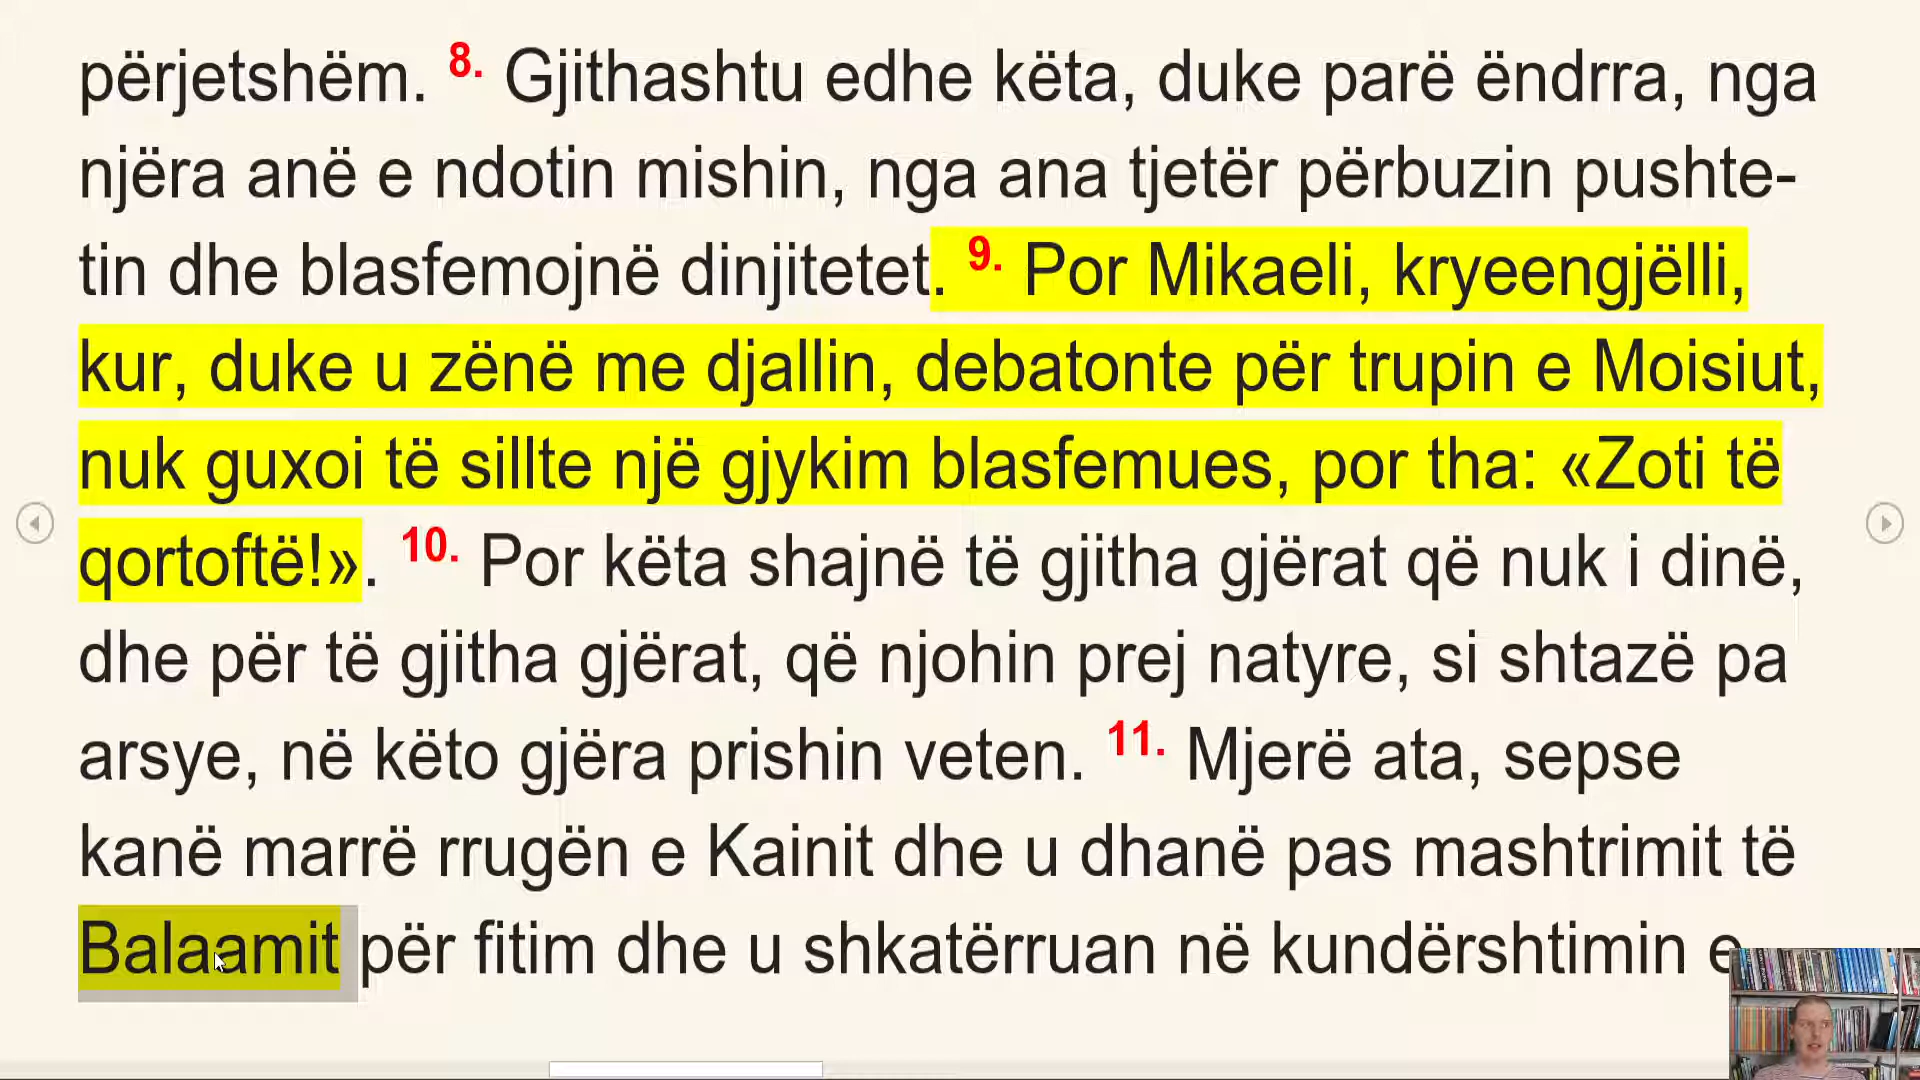 përjetshëm. 8. Gjithashtu edhe këta, duke parë ëndrra, nga
njëra anë e ndotin mishin, nga ana tjetër përbuzin pushte-
tin dhe blasfemojnë dinjitetet. 9. Por Mikaeli, kryeengjëlli,
kur, duke u zënë me djallin, debatonte për trupin e Moisiut,
nuk guxoi të sillte një gjykim blasfemues, por tha: «Zoti të
qortoftë!». 10. Por këta shajnë të gjitha gjërat që nuk i dinë,
dhe për të gjitha gjërat, që njohin prej natyre, si shtazë pa
arsye, në këto gjëra prishin veten. 11. Mjerë ata, sepse
kanë marrë rrugën e Kainit dhe u dhanë pas mashtrimit të
Balaamit për fitim dhe u shkatërruan në kundërshtimin e